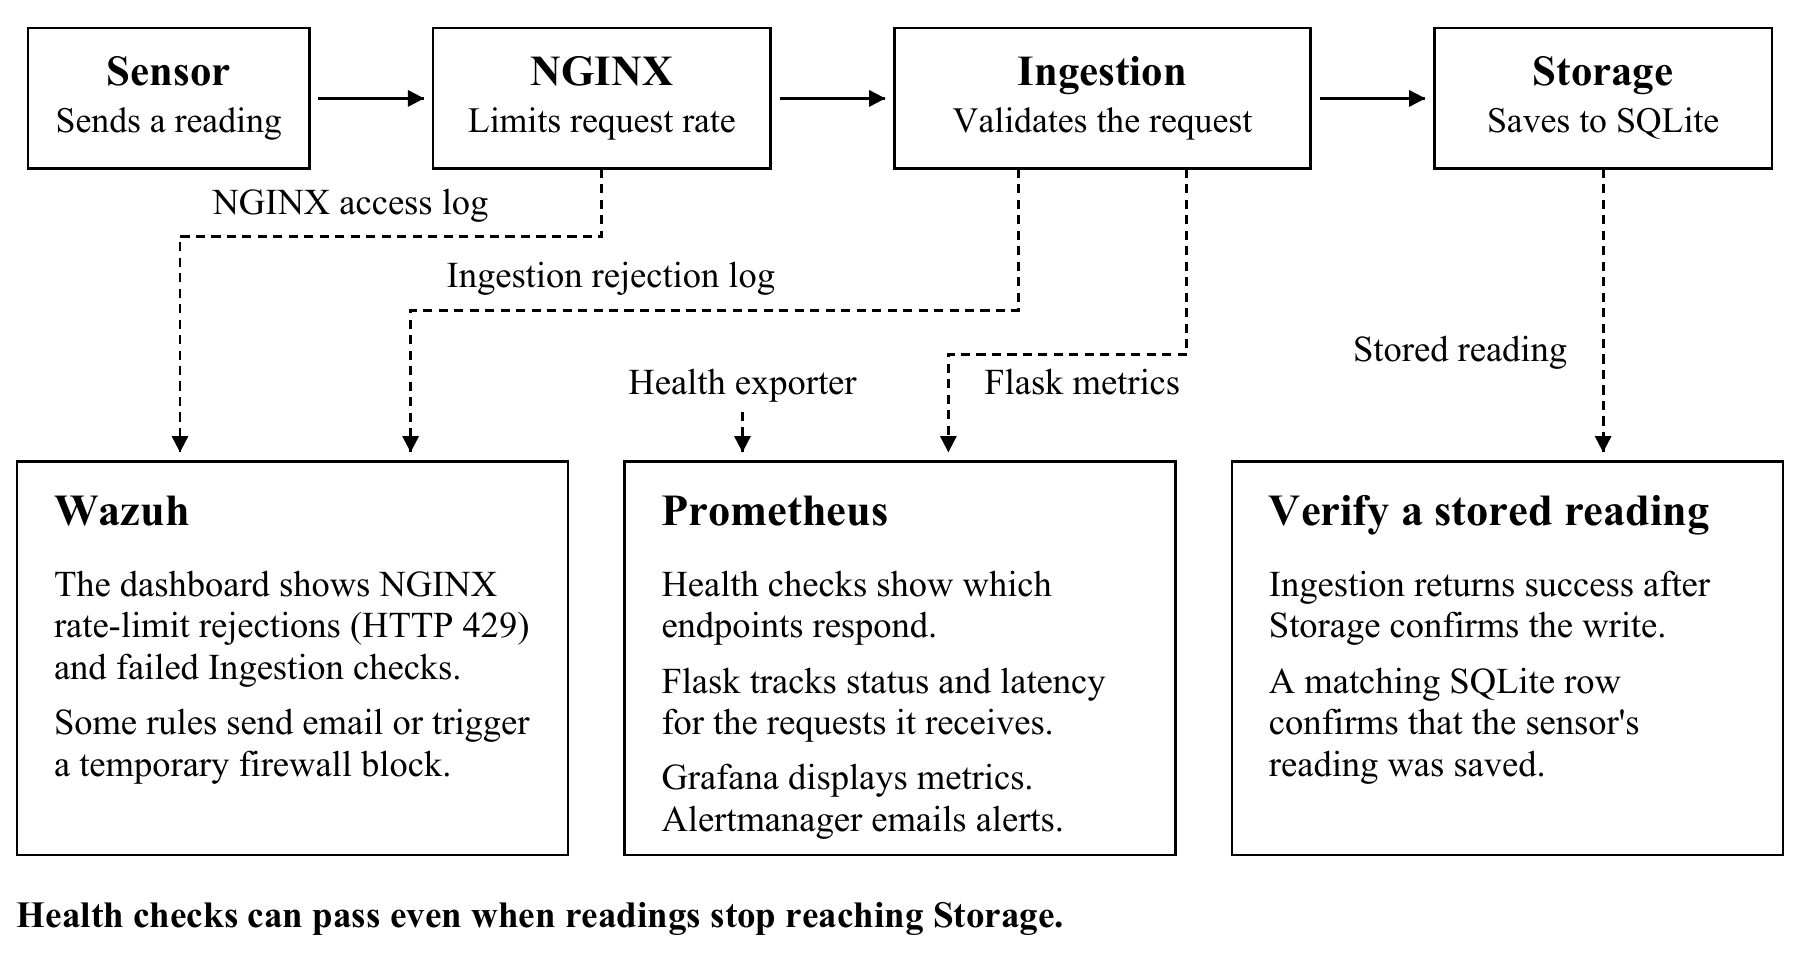 Sensor
Sends a reading
NGINX
Limits request rate
Ingestion
Validates the request
Storage
Saves to SQLite
NGINX access log
Ingestion rejection log
Stored reading
Health exporter
Flask metrics
Wazuh
The dashboard shows NGINX
rate-limit rejections (HTTP 429)
and failed Ingestion checks.
Some rules send email or trigger
a temporary firewall block.
Prometheus
Health checks show which
endpoints respond.
Flask tracks status and latency
for the requests it receives.
Grafana displays metrics.
Alertmanager emails alerts.
Verify a stored reading
Ingestion returns success after
Storage confirms the write.
A matching SQLite row
confirms that the sensor's
reading was saved.
Health checks can pass even when readings stop reaching Storage.